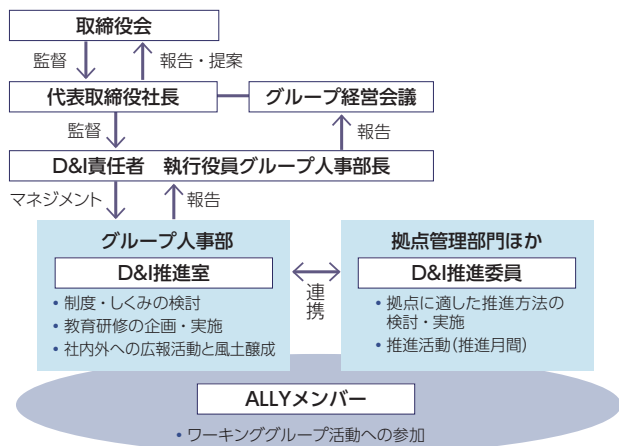 取締役会
監督
報告・提案
代表取締役社長
グループ経営会議
監督
報告
D&I責任者　執行役員グループ人事部長
マネジメント
報告
グループ人事部
D&I推進室
• 制度・しくみの検討
• 教育研修の企画・実施
• 社内外への広報活動と風土醸成
連携
拠点管理部門ほか
D&I推進委員
• 拠点に適した推進方法の
検討・実施
• 推進活動(推進月間)
ALLYメンバー
• ワーキンググループ活動への参加